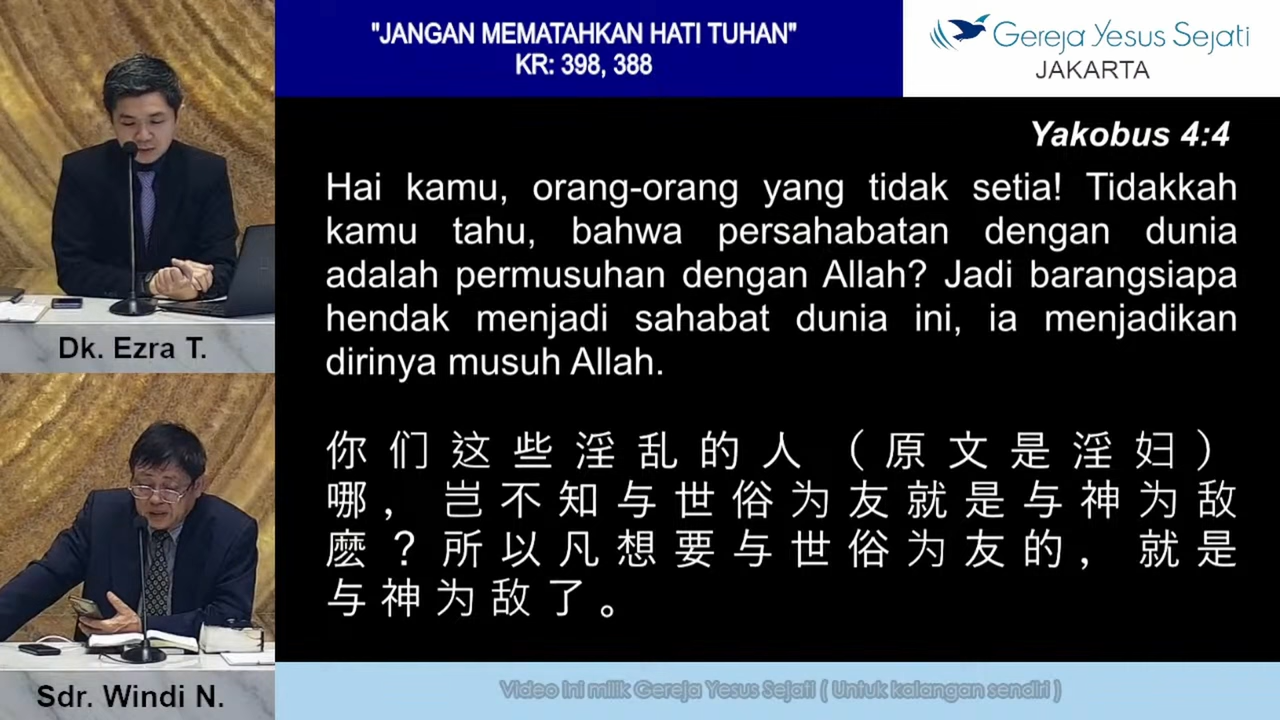 "JANGAN MEMATAHKAN HATI TUHAN"
KR: 398, 388
Gereja Yesus Sejati
JAKARTA
Yakobus 4:4
Hai kamu, orang-orang yang tidak setia! Tidakkah
kamu tahu, bahwa persahabatan dengan dunia
adalah permusuhan dengan Allah? Jadi barangsiapa
hendak menjadi sahabat dunia ini, ia menjadikan
dirinya musuh Allah.
你们这些淫乱的人（原文是淫妇）
哪，岂不知与世俗为友就是与神为敌
麽？所以凡想要与世俗为友的，就是
与神为敌了。
Dk. Ezra T.
Sdr. Windi N.
Video ini milik Gereja Yesus Sejati ( Untuk kalangan sendiri )